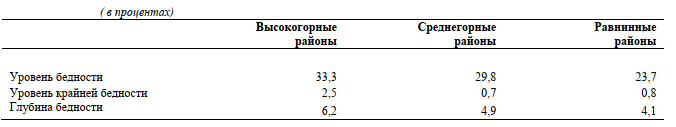 ( в процентах)
Высокогорные Среднегорные Равнинные
районы районы районы
Уровень бедности 33,3 29,8 23,7
Уровень крайней бедности 2,5 0,7 0,8
Глубина бедности 6,2 4,9 4,1